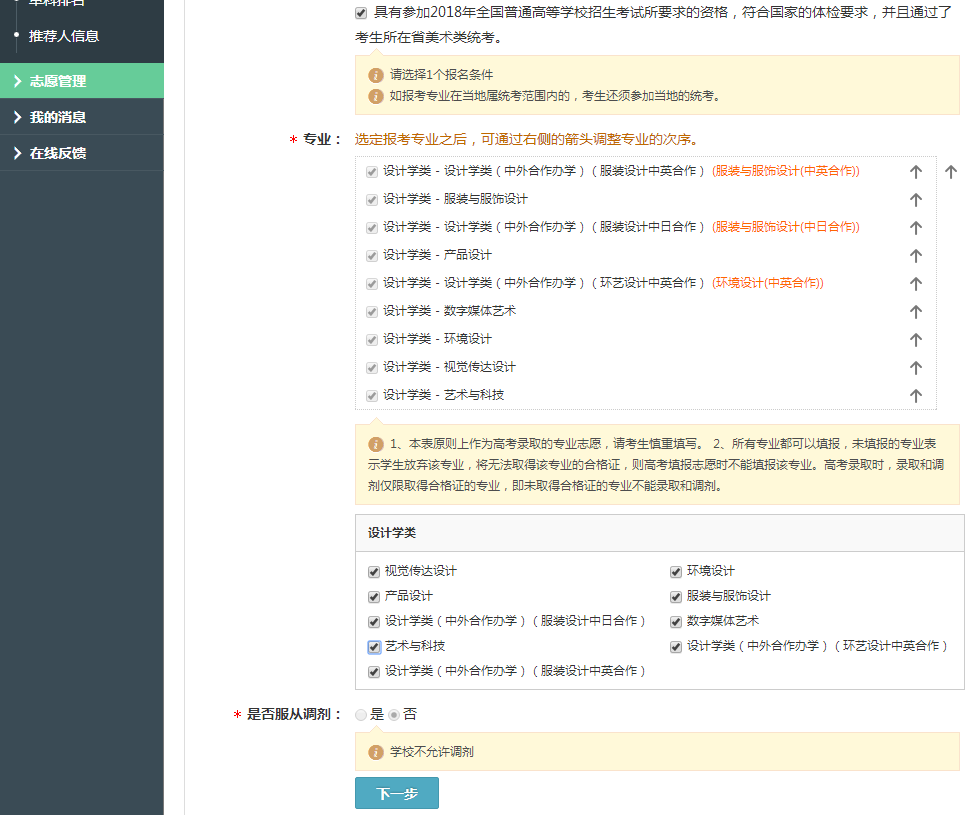 推荐人信息
志愿管理
我的消息
在线反馈
具有参加2018年全国普通高等学校招生考试所要求的资格，符合国家的体检要求，并且通过了
考生所在省美术类统考。
请选择1个报名条件
如报考专业在当地属统考范围内的，考生还须参加当地的统考。
* 专业： 选定报考专业之后，可通过右侧的箭头调整专业的次序。
设计学类 - 设计学类（中外合作办学）（服装设计中英合作） (服装与服饰设计(中英合作))
设计学类 - 服装与服饰设计
设计学类 - 设计学类（中外合作办学）（服装设计中日合作） (服装与服饰设计(中日合作))
设计学类 - 产品设计
设计学类 - 设计学类（中外合作办学）（环艺设计中英合作） (环境设计(中英合作))
设计学类 - 数字媒体艺术
设计学类 - 环境设计
设计学类 - 视觉传达设计
设计学类 - 艺术与科技
1、本表原则上作为高考录取的专业志愿，请考生慎重填写。 2、所有专业都可以填报，未填报的专业表
示学生放弃该专业，将无法取得该专业的合格证，则高考填报志愿时不能填报该专业。高考录取时，录取和调
剂仅限取得合格证的专业，即未取得合格证的专业不能录取和调剂。
设计学类
视觉传达设计 环境设计
产品设计 服装与服饰设计
设计学类（中外合作办学）（服装设计中日合作） 数字媒体艺术
艺术与科技 设计学类（中外合作办学）（环艺设计中英合作）
设计学类（中外合作办学）（服装设计中英合作）
* 是否服从调剂： 是 否
学校不允许调剂
下一步